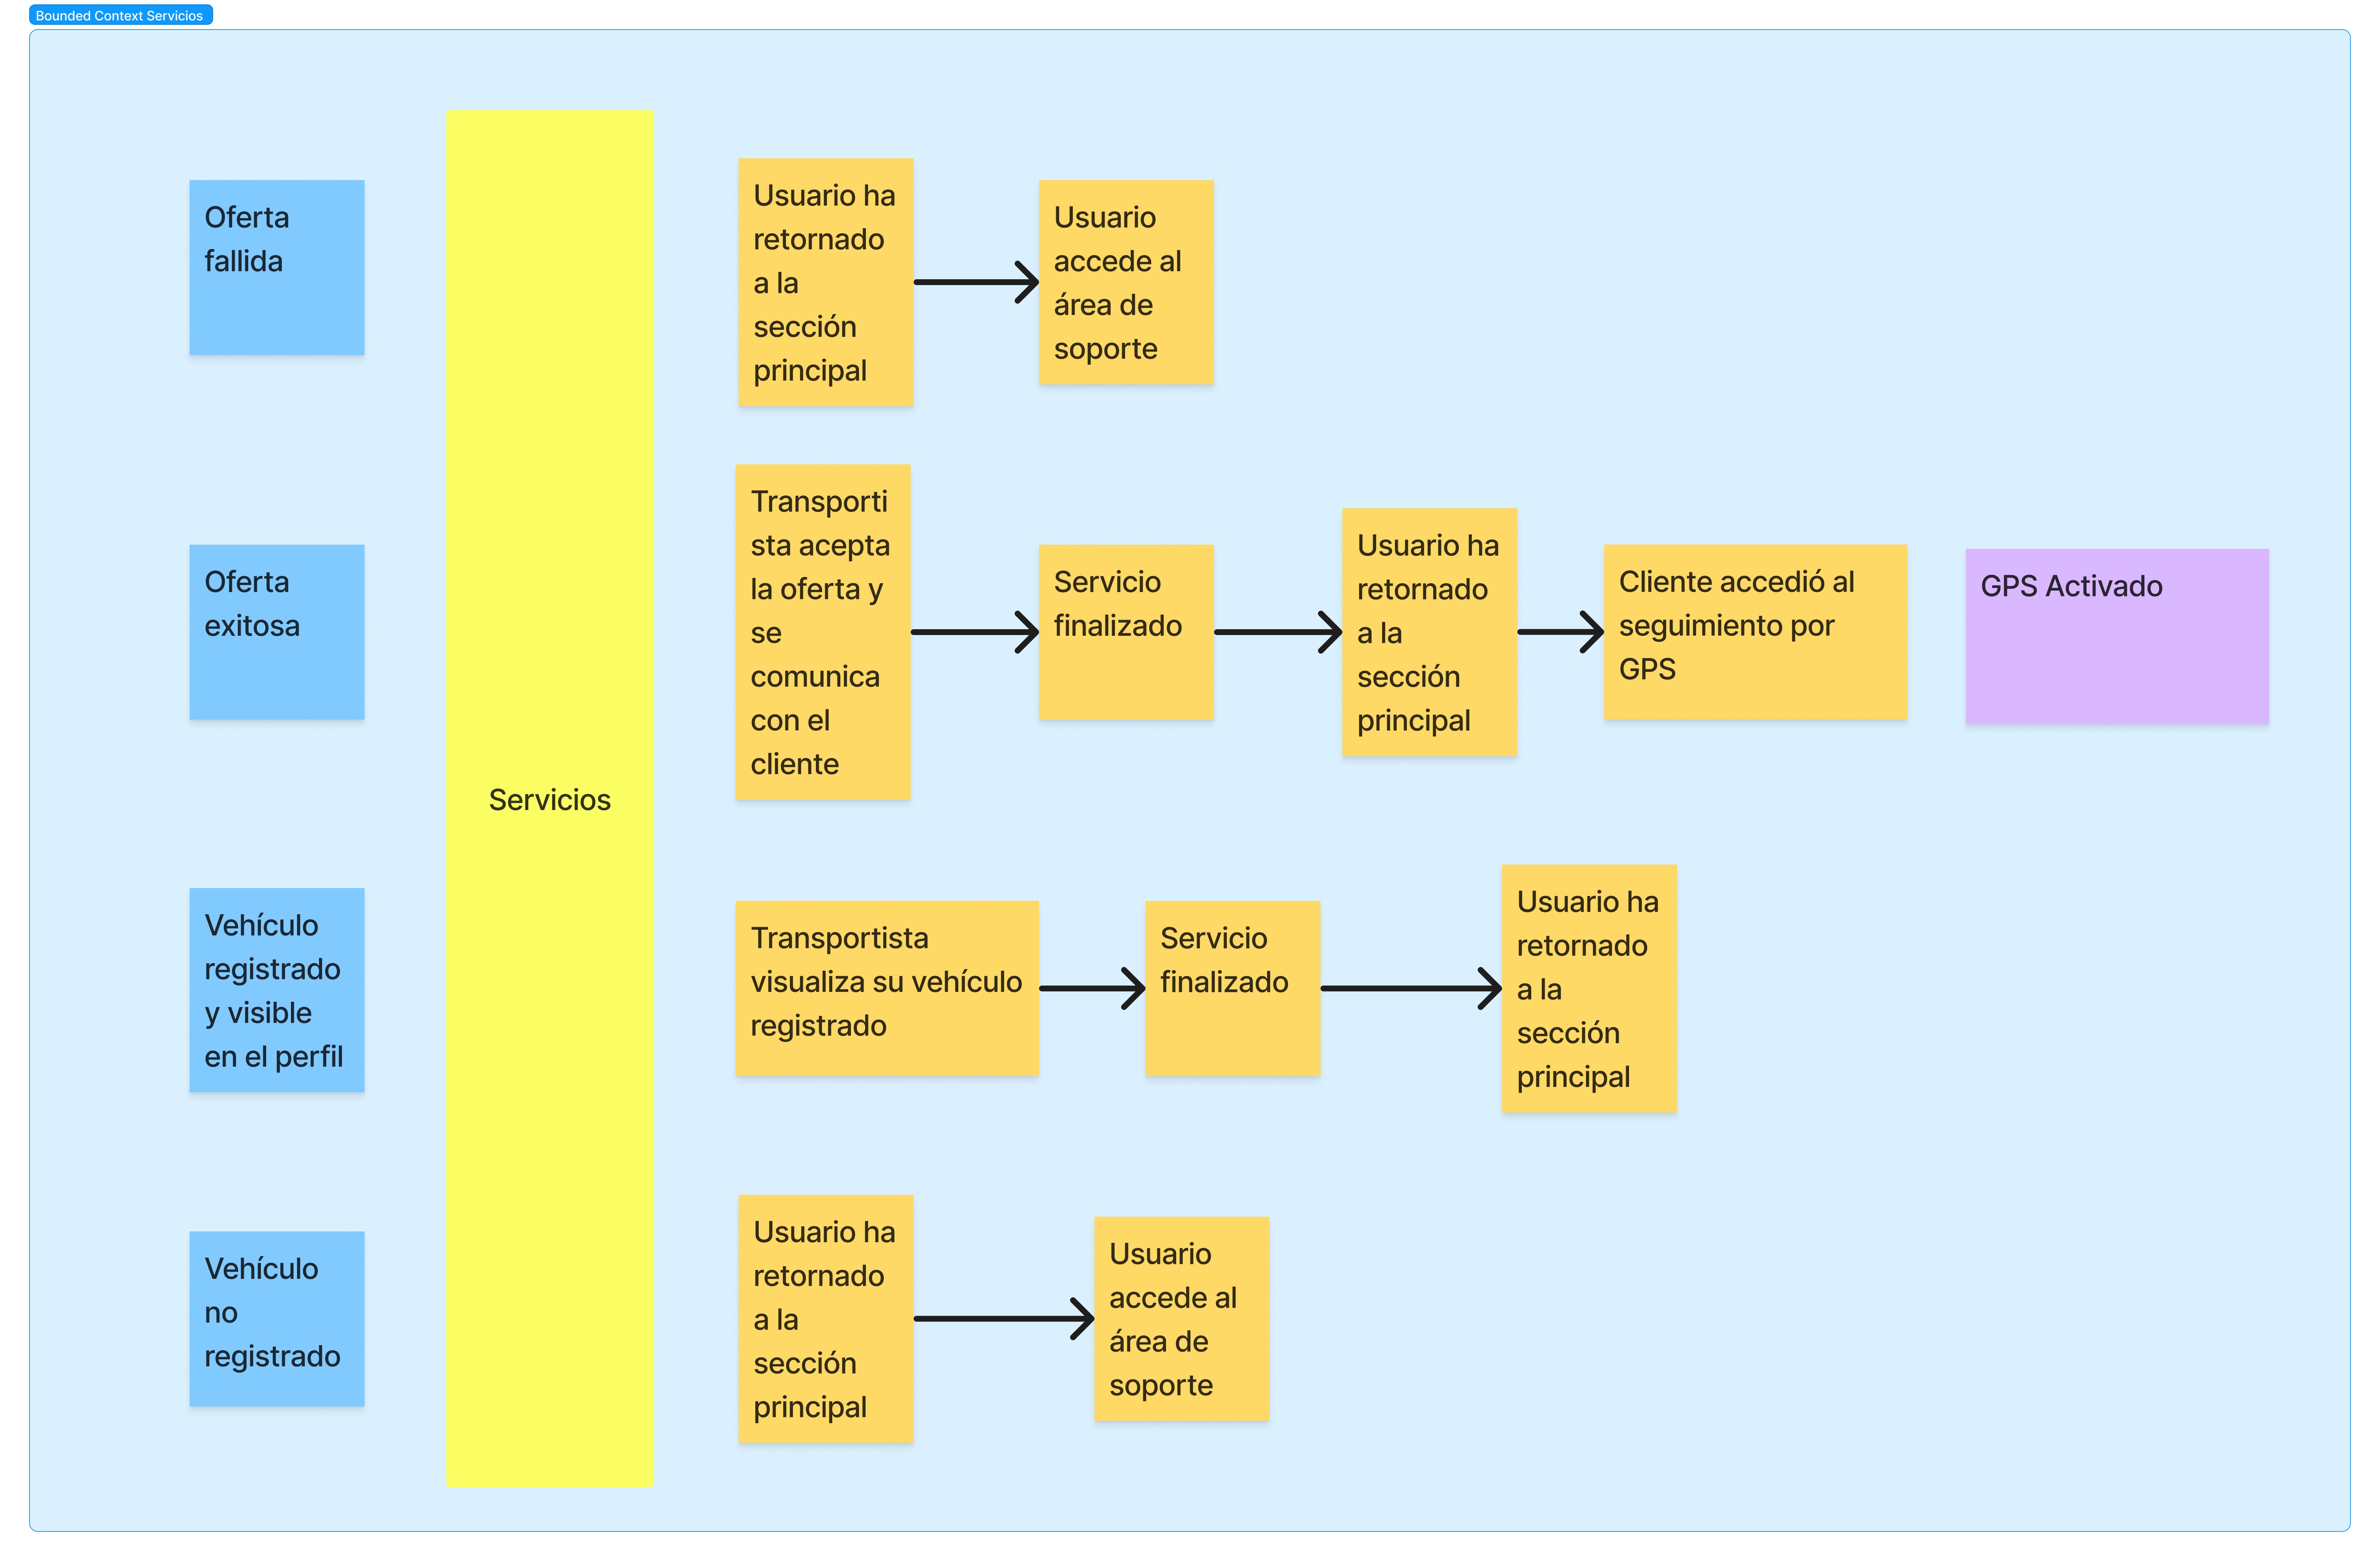 Bounded Context Servicios
Oferta
fallida
Usuario ha
retornado
a la
sección
principal
Usuario
accede al
área de
soporte
Oferta
exitosa
Transporti
sta acepta
la oferta y
se
comunica
con el
cliente
Servicio
finalizado
Usuario ha
retornado
a la
sección
principal
Cliente accedió al
seguimiento por
GPS
GPS Activado
Servicios
Vehículo
registrado
y visible
en el perfil
Transportista
visualiza su vehículo
registrado
Servicio
finalizado
Usuario ha
retornado
a la
sección
principal
Vehículo
no
registrado
Usuario ha
retornado
a la
sección
principal
Usuario
accede al
área de
soporte